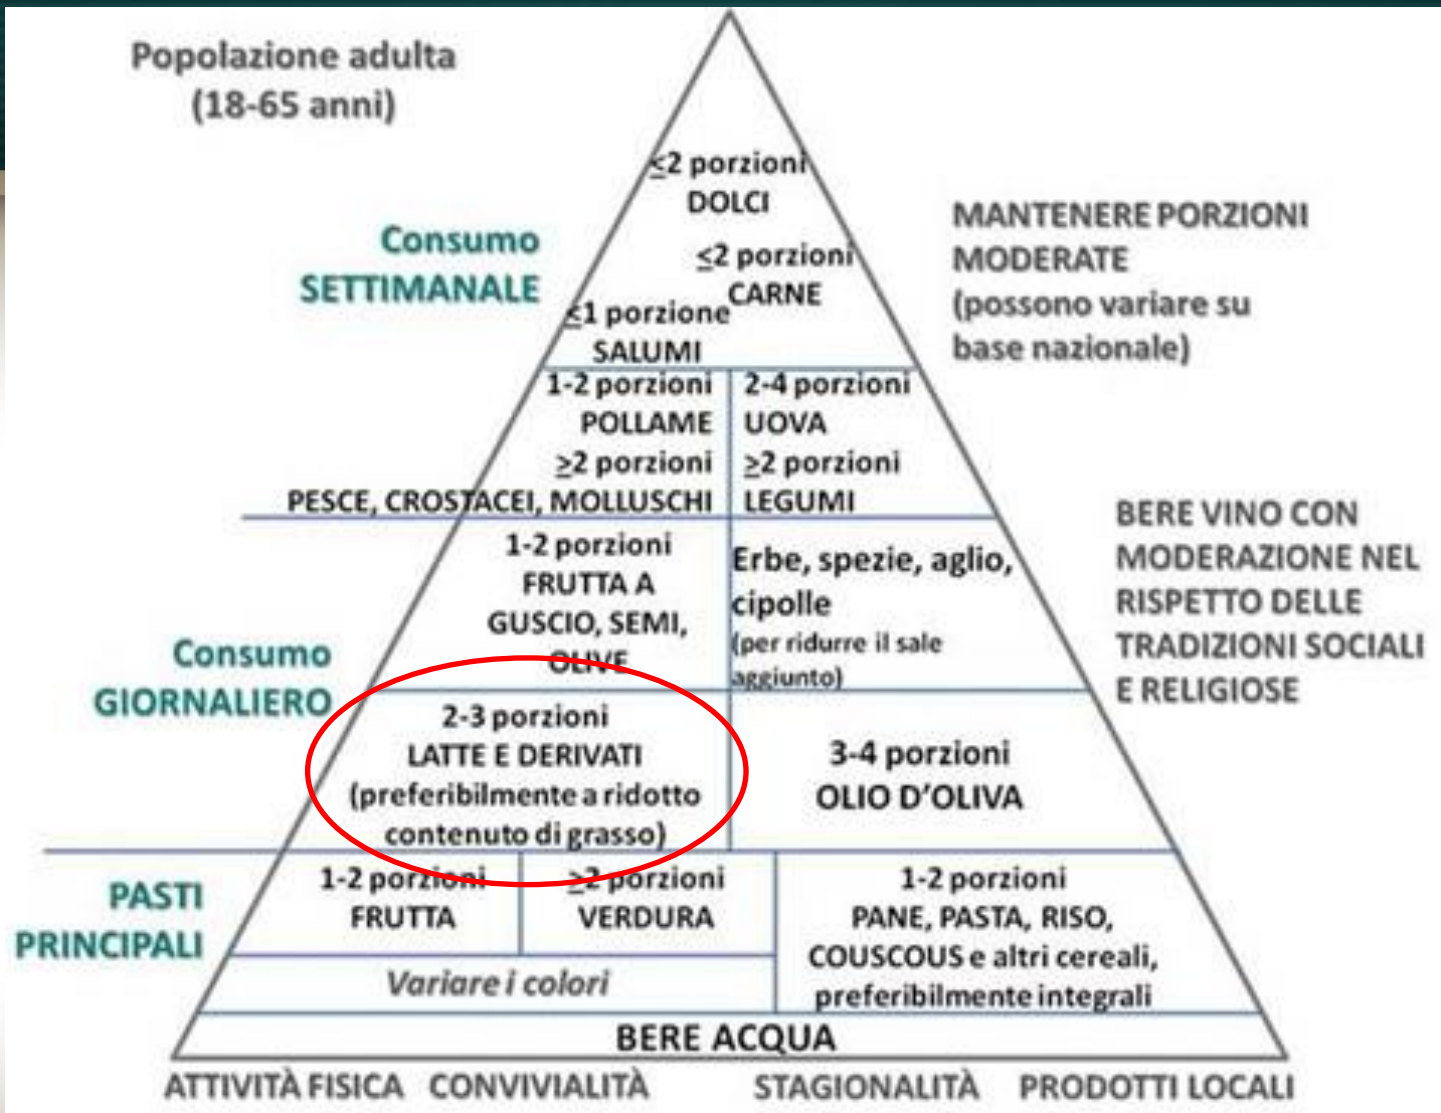 Popolazione adulta
(18-65 anni)
≤2 porzioni
DOLCI
Consumo
SETTIMANALE
≤2 porzioni
CARNE
≤1 porzione
SALUMI
MANTENERE PORZIONI
MODERATE
(possono variare su
base nazionale)
1-2 porzioni
POLLAME
≥2 porzioni
PESCE, CROSTACEI, MOLLUSCHI
2-4 porzioni
UOVA
≥2 porzioni
LEGUMI
BERE VINO CON
MODERAZIONE NEL
RISPETTO DELLE
TRADIZIONI SOCIALI
E RELIGIOSE
Consumo
GIORNALIERO
1-2 porzioni
FRUTTA A
GUSCIO, SEMI,
OLIVE
Erbe, spezie, aglio,
cipolle
(per ridurre il sale
aggiunto)
2-3 porzioni
LATTE E DERIVATI
(preferibilmente a ridotto
contenuto di grasso)
3-4 porzioni
OLIO D'OLIVA
PASTI
PRINCIPALI
1-2 porzioni
FRUTTA
≥2 porzioni
VERDURA
Variare i colori
1-2 porzioni
PANE, PASTA, RISO,
COUSCOUS e altri cereali,
preferibilmente integrali
BERE ACQUA
ATTIVITÀ FISICA CONVIVIALITÀ STAGIONALITÀ PRODOTTI LOCALI